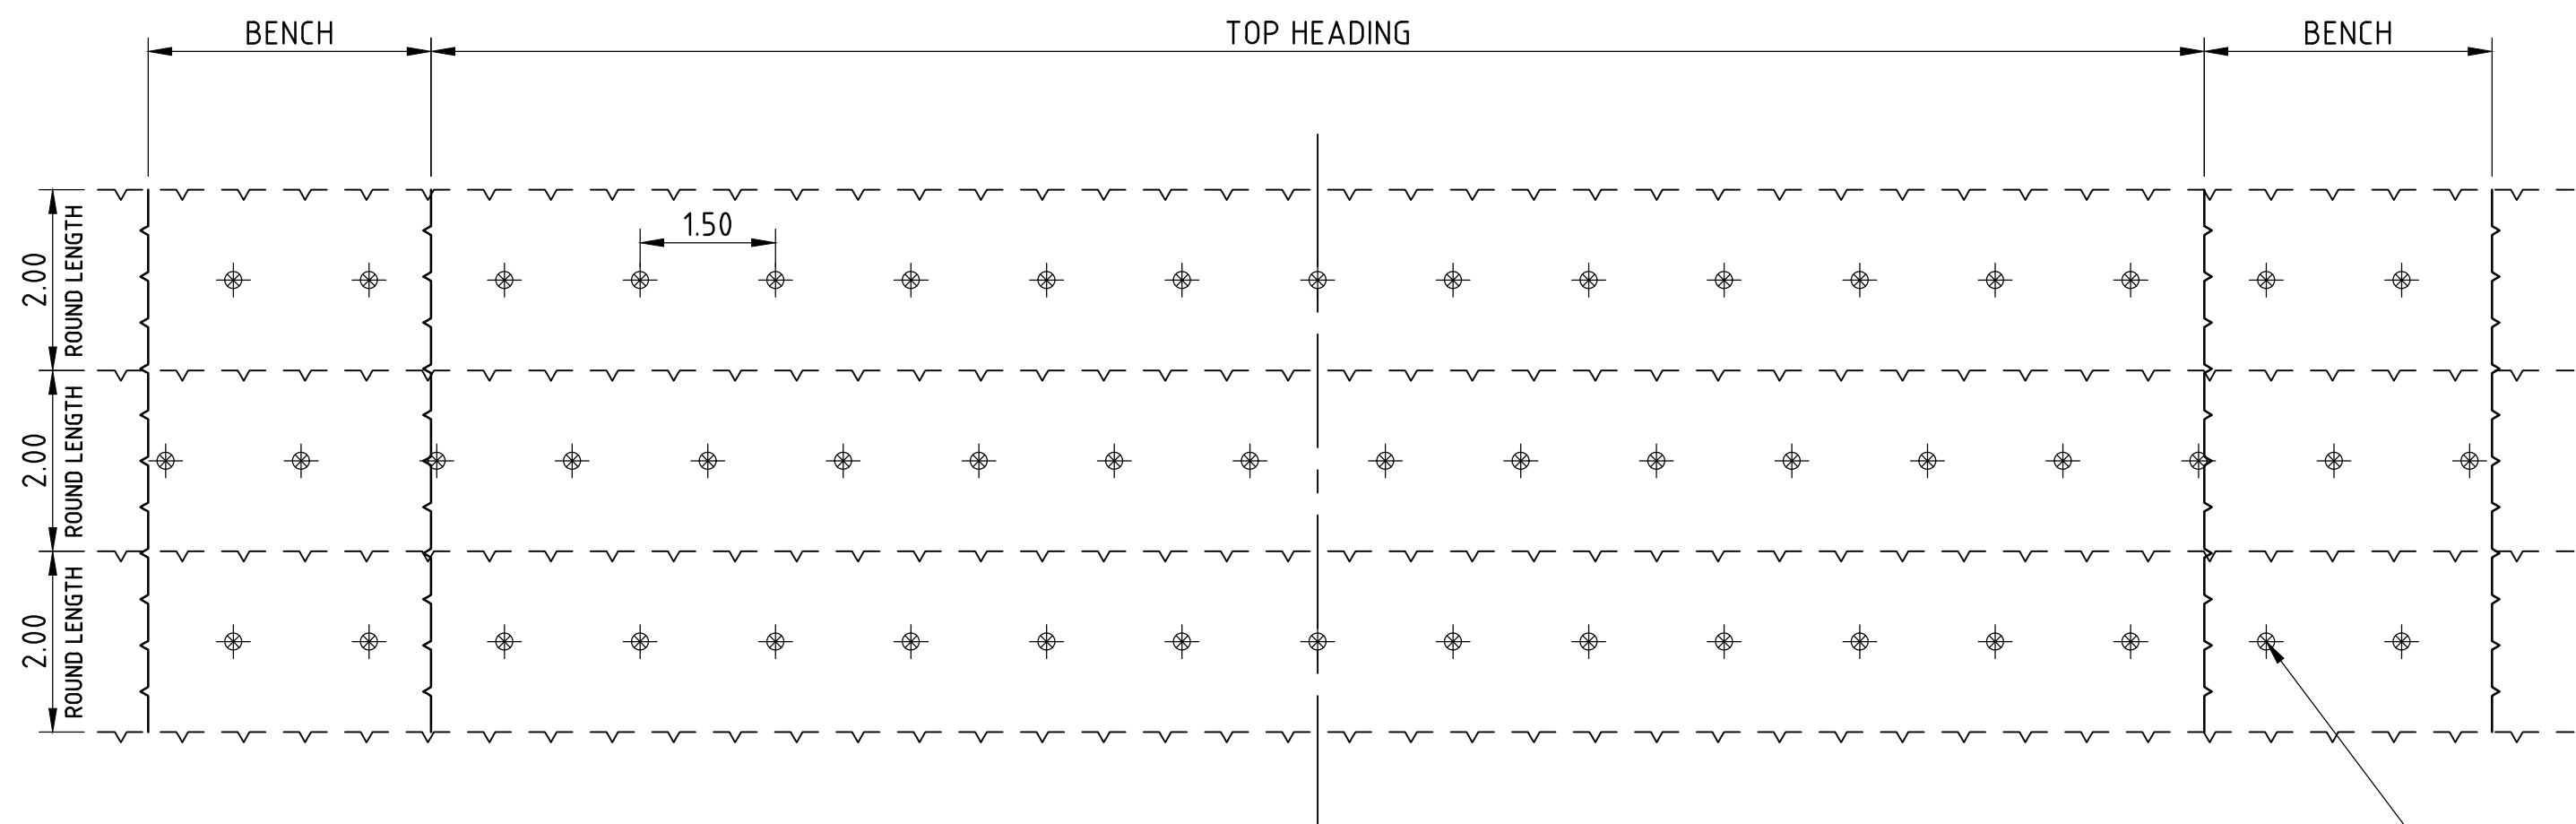 BENCH
TOP HEADING
BENCH
1.50
2.00
ROUND LENGTH
2.00
ROUND LENGTH
2.00
ROUND LENGTH